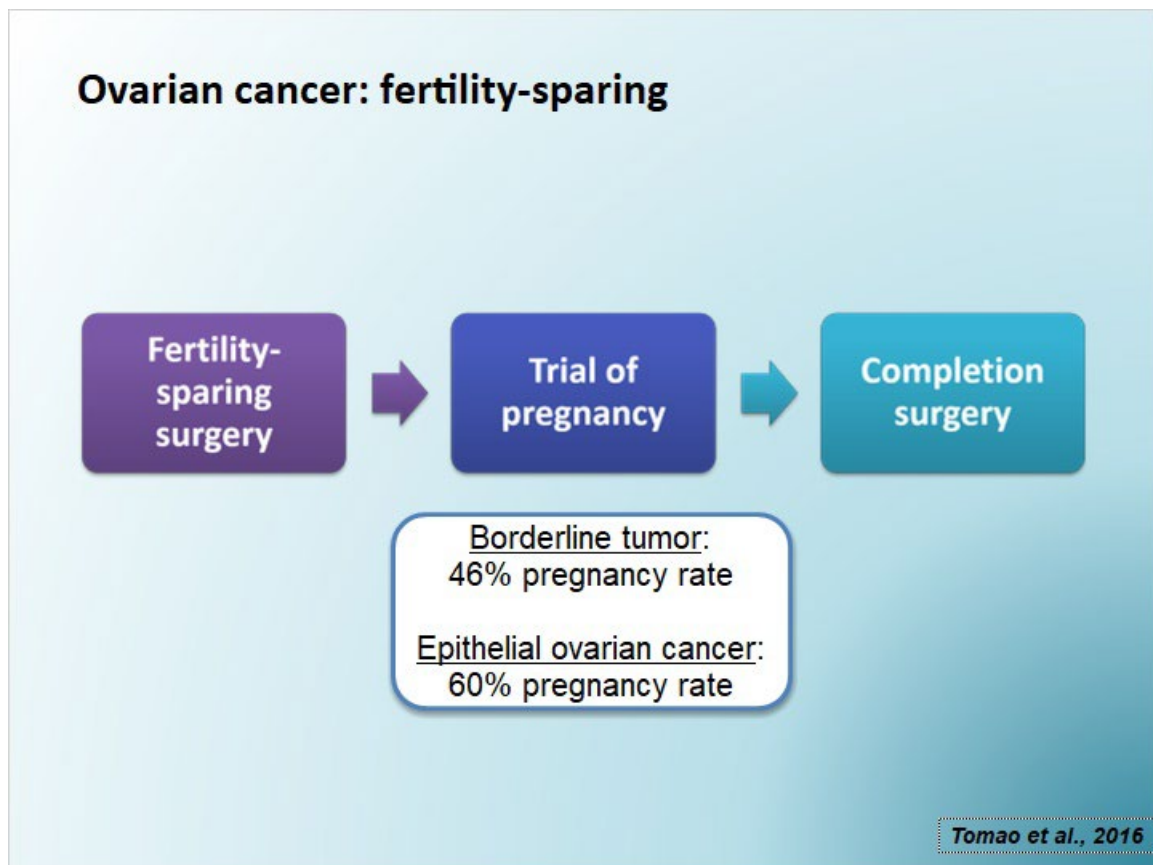 Ovarian cancer: fertility-sparing
Fertility-
sparing
surgery
Trial of
pregnancy
Completion
surgery
Borderline tumor:
46% pregnancy rate
Epithelial ovarian cancer:
60% pregnancy rate
Tomao et al., 2016